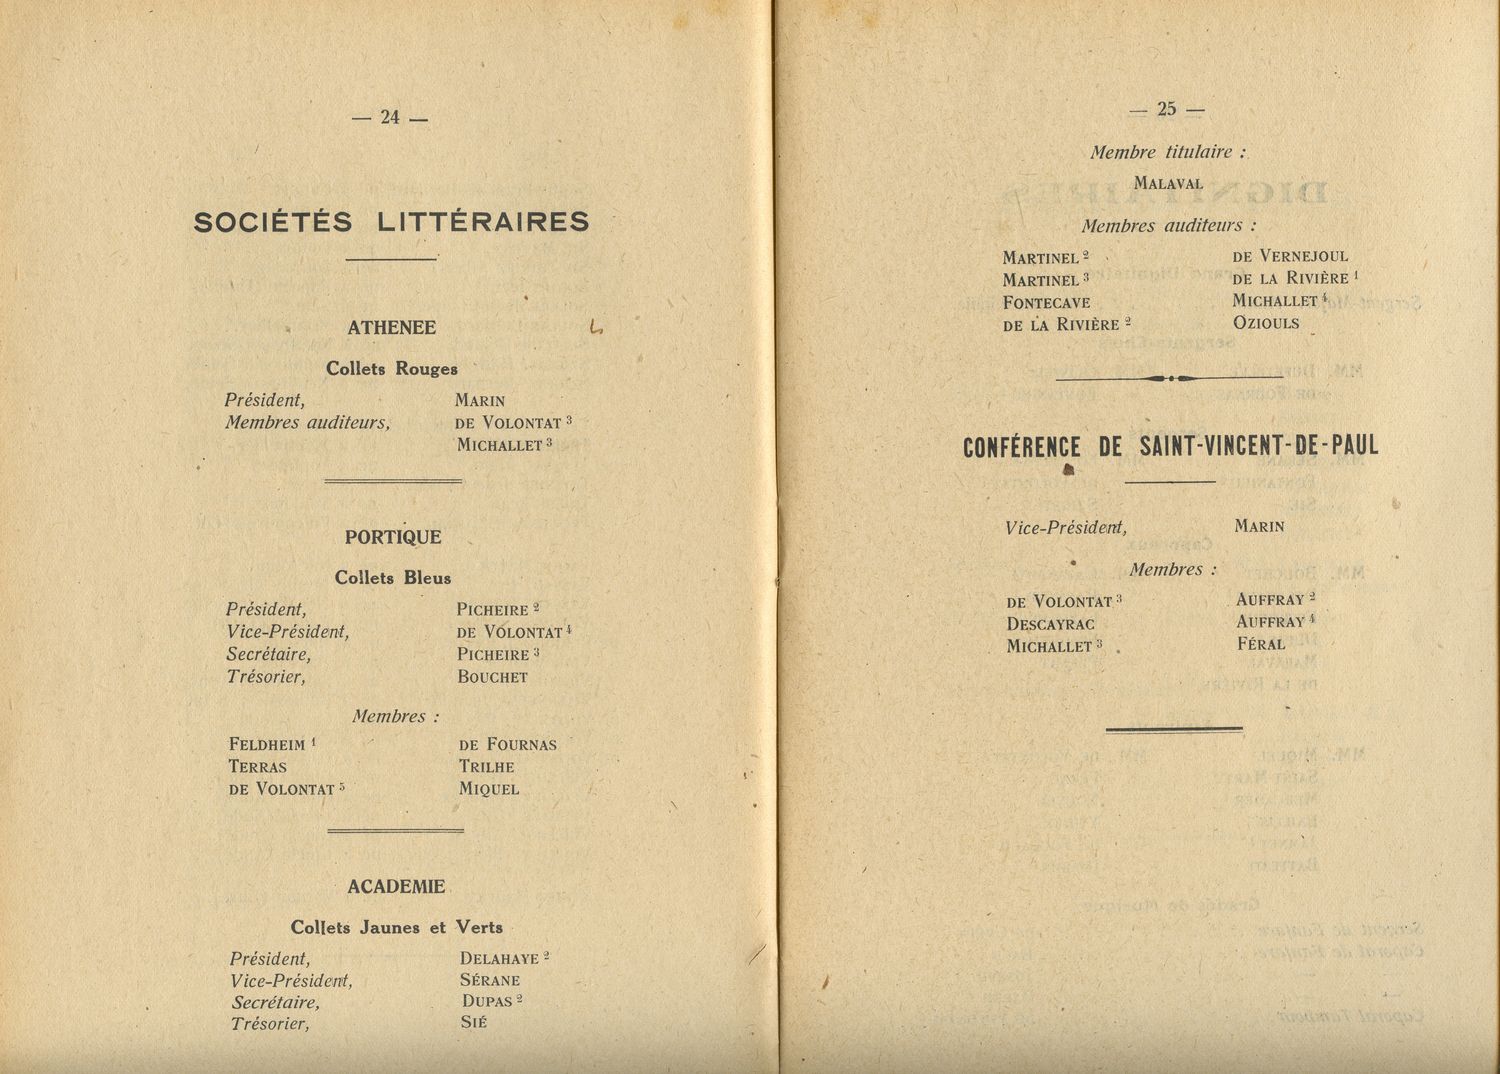 — 24 —
SOCIÉTÉS LITTÉRAIRES
ATHENEE
Collets Rouges
Président, MARIN
Membres auditeurs, DE VOLONTAT 3
MICHALLET 3
PORTIQUE
Collets Bleus
Président, PICHEIRE 2
Vice-Président, DE VOLONTAT 4
Secrétaire, PICHEIRE 3
Trésorier, BOUCHET
Membres :
FELDHEIM 1 DE FOURNAS
TERRAS TRILHE
DE VOLONTAT 5 MIQUEL
ACADEMIE
Collets Jaunes et Verts
Président, DELAHAYE 2
Vice-Président, SÉRANE
Secrétaire, DUPAS 2
Trésorier, SIÉ
— 25 —
Membre titulaire :
MALAVAL
Membres auditeurs :
MARTINEL 2 DE VERNEJOUL
MARTINEL 3 DE LA RIVIÈRE 1
FONTECAVE MICHALLET 4
DE LA RIVIÈRE 2 OZIOULS
CONFÉRENCE DE SAINT-VINCENT-DE-PAUL
Vice-Président, MARIN
Membres :
DE VOLONTAT 3 AUFFRAY 2
DESCAYRAC AUFFRAY 4
MICHALLET 3 FÉRAL